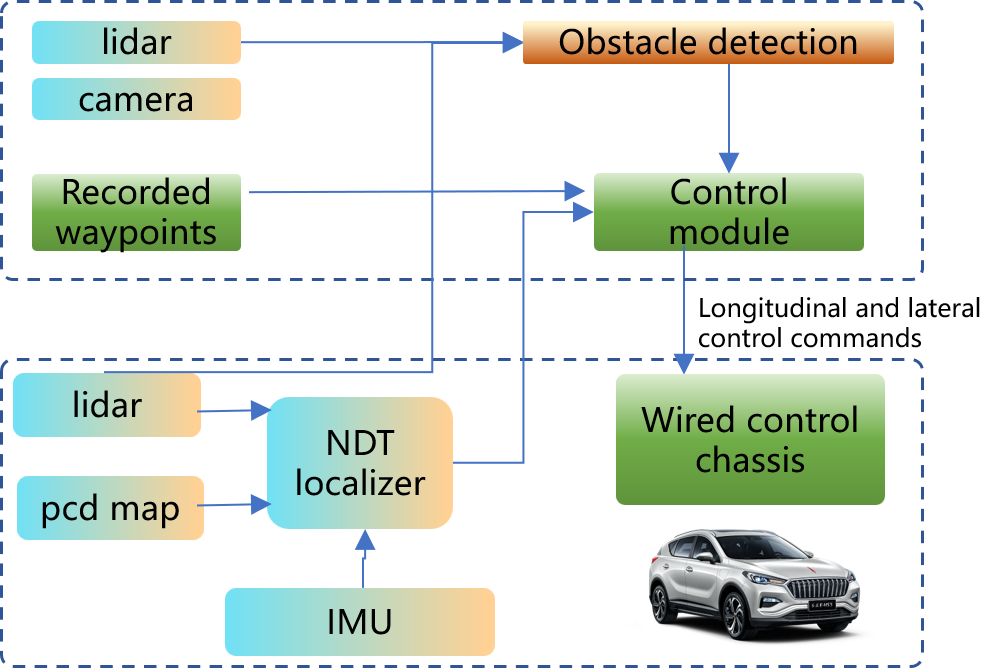 lidar
Obstacle detection
camera
Recorded
waypoints
Control
module
Longitudinal and lateral
control commands
lidar
NDT
localizer
Wired control
chassis
pcd map
IMU